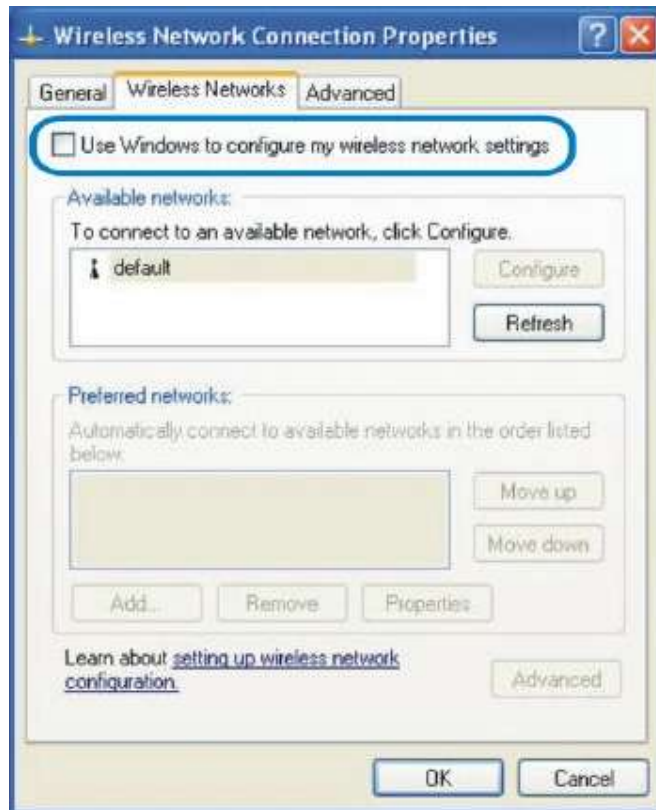 Wireless Network Connection Properties
General Wireless Networks Advanced
Use Windows to configure my wireless network settings
Available networks:
To connect to an available network, click Configure.
default
Configure
Refresh
Preferred networks:
Automatically connect to available networks in the order listed
below:
Move up
Move down
Add... Remove Properties
Learn about setting up wireless network
configuration.
Advanced
OK Cancel